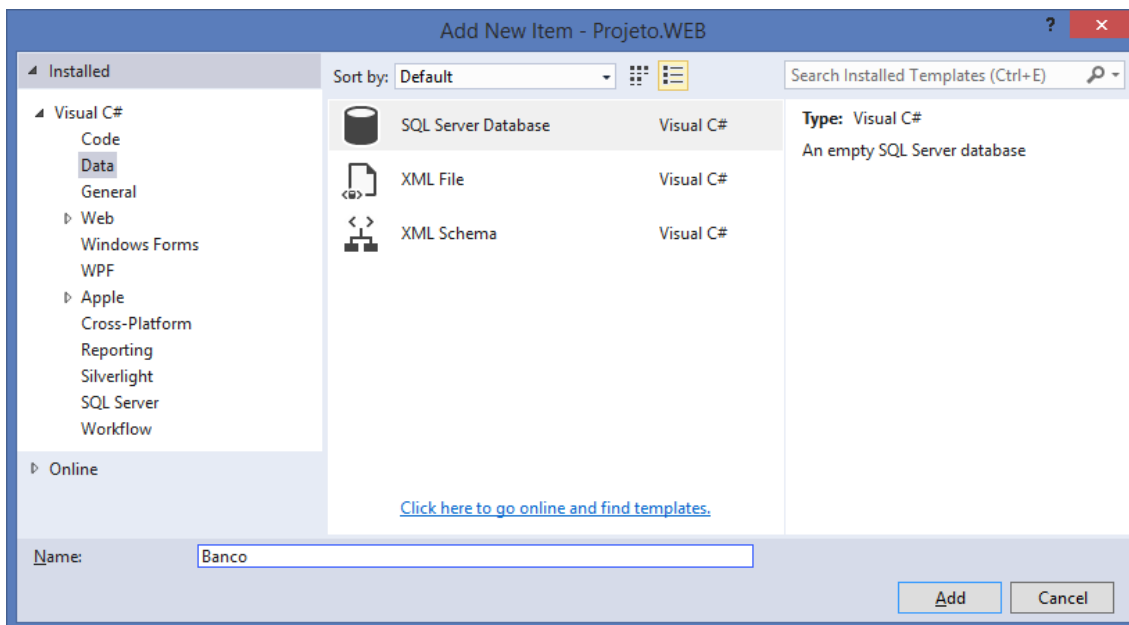 Add New Item - Projeto.WEB
?
×
Installed
Sort by: Default
Search Installed Templates (Ctrl+E)
Visual C#
Code
Data
General
Web
Windows Forms
WPF
Apple
Cross-Platform
Reporting
Silverlight
SQL Server
Workflow
Online
SQL Server Database Visual C#
XML File Visual C#
XML Schema Visual C#
Click here to go online and find templates.
Type: Visual C#
An empty SQL Server database
Name: Banco
Add Cancel